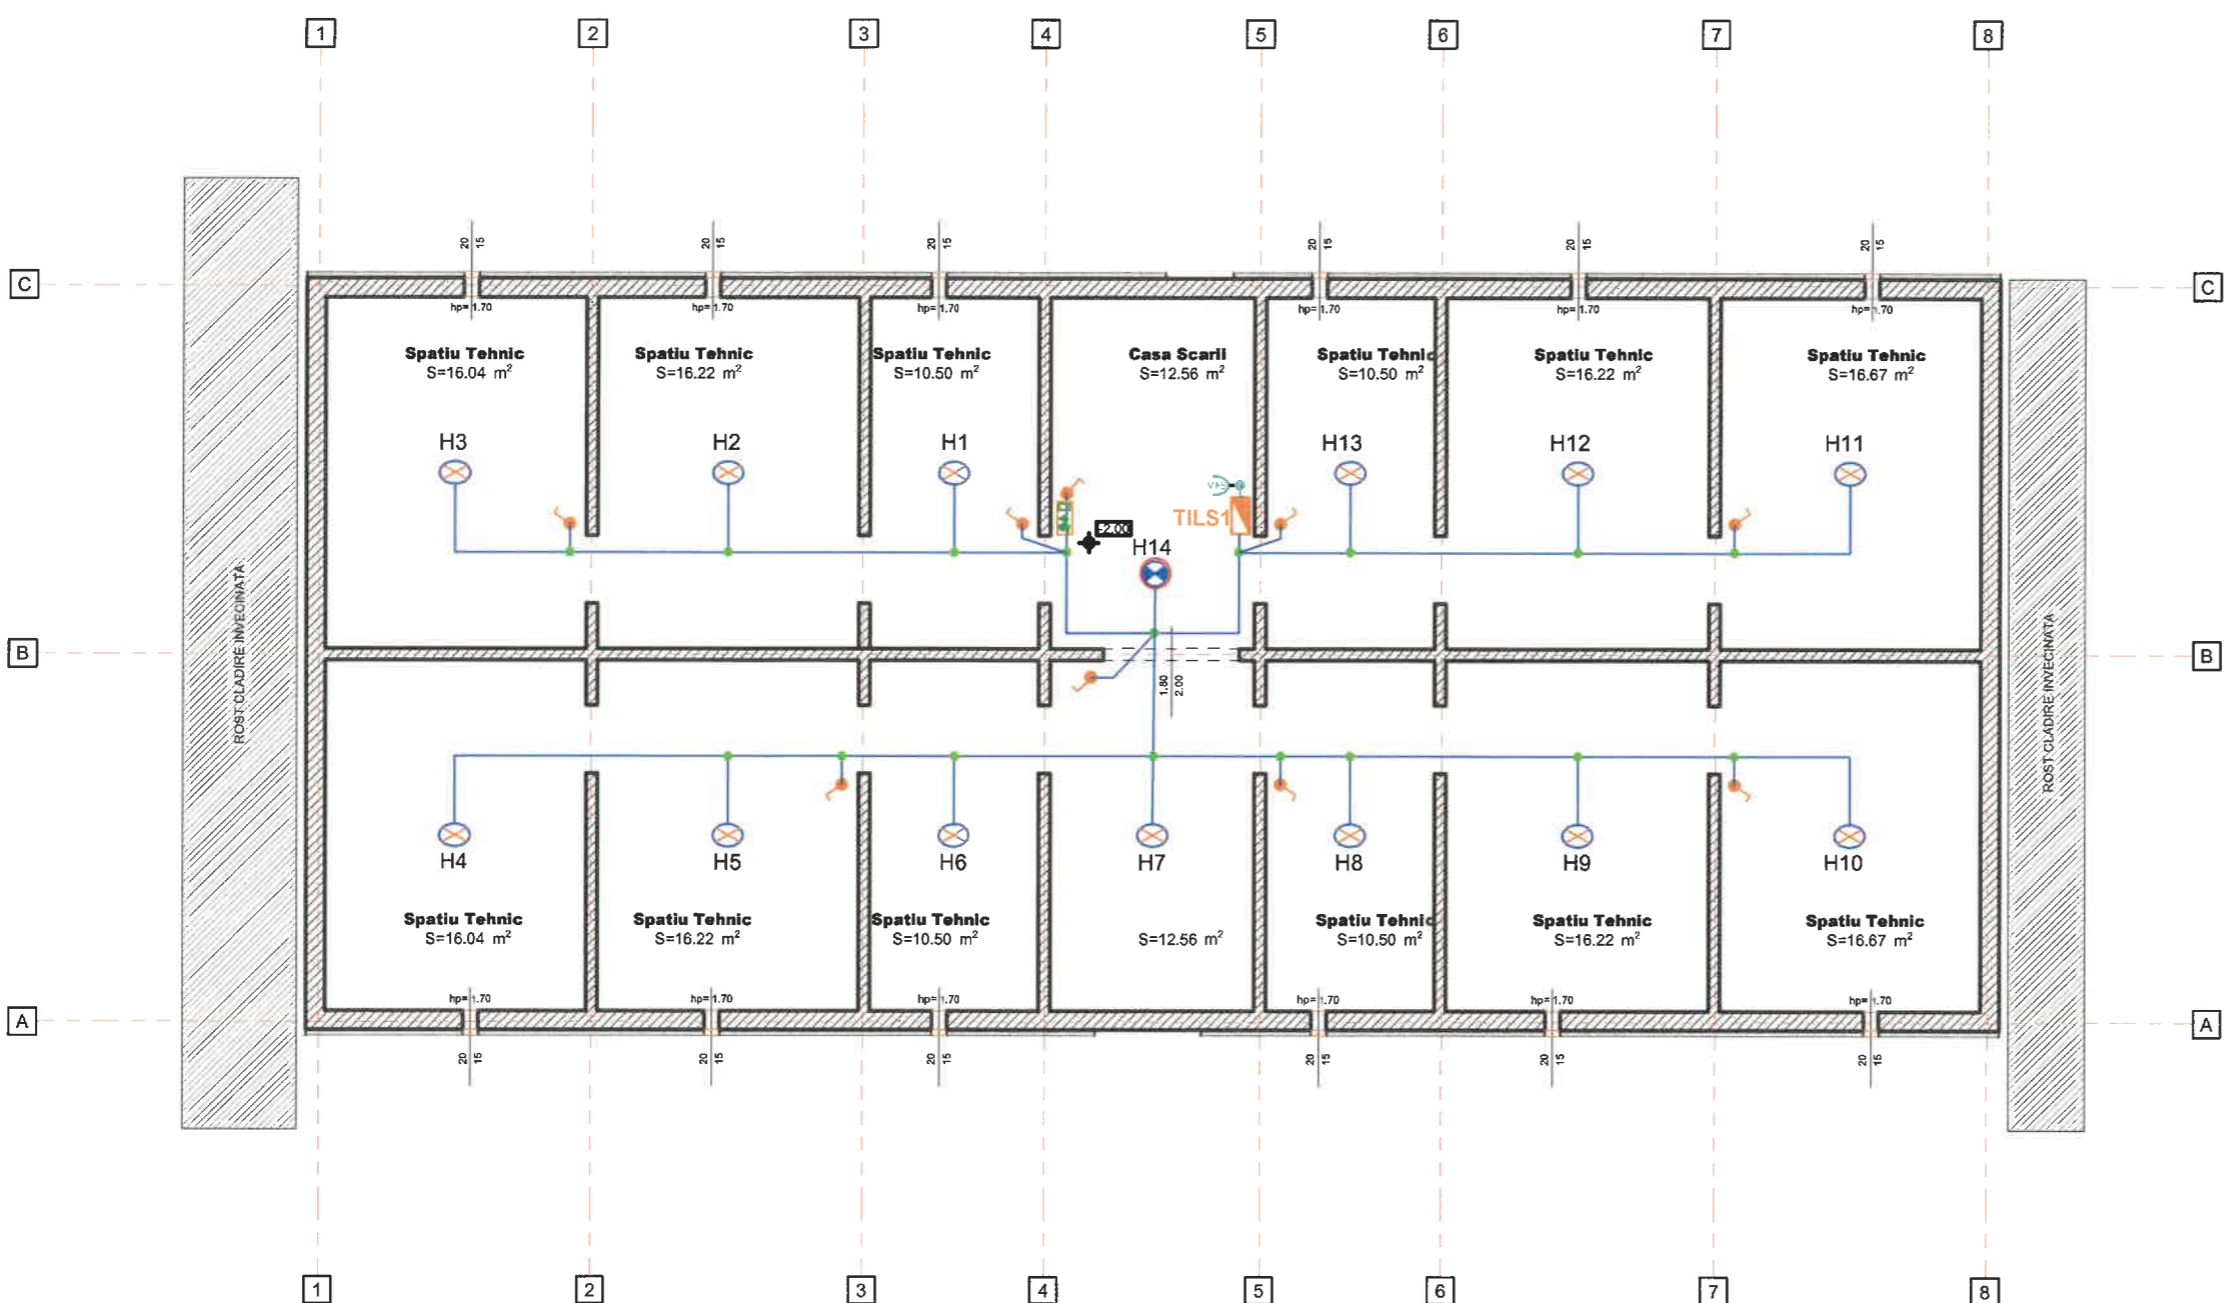 1 2 3 4 5 6 7 8
20 15 20 15 20 15 20 15 20 15 20 15
C C
hp=1.70 hp=1.70 hp=1.70 hp=1.70 hp=1.70 hp=1.70
Spatiu Tehnic Spatiu Tehnic Spatiu Tehnic Casa Scarii Spatiu Tehnic Spatiu Tehnic Spatiu Tehnic
S=16.04 m² S=16.22 m² S=10.50 m² S=12.56 m² S=10.50 m² S=16.22 m² S=16.67 m²
H3 H2 H1 H13 H12 H11
TILS1
-2.00
H14
ROST CLADIRE INVECINATA
ROST CLADIRE INVECINATA
B B
1.80
2.00
H4 H5 H6 H7 H8 H9 H10
Spatiu Tehnic Spatiu Tehnic Spatiu Tehnic Spatiu Tehnic Spatiu Tehnic Spatiu Tehnic
S=16.04 m² S=16.22 m² S=10.50 m² S=12.56 m² S=10.50 m² S=16.22 m² S=16.67 m²
hp=1.70 hp=1.70 hp=1.70 hp=1.70 hp=1.70 hp=1.70
A A
20 15 20 15 20 15 20 15 20 15 20 15
1 2 3 4 5 6 7 8